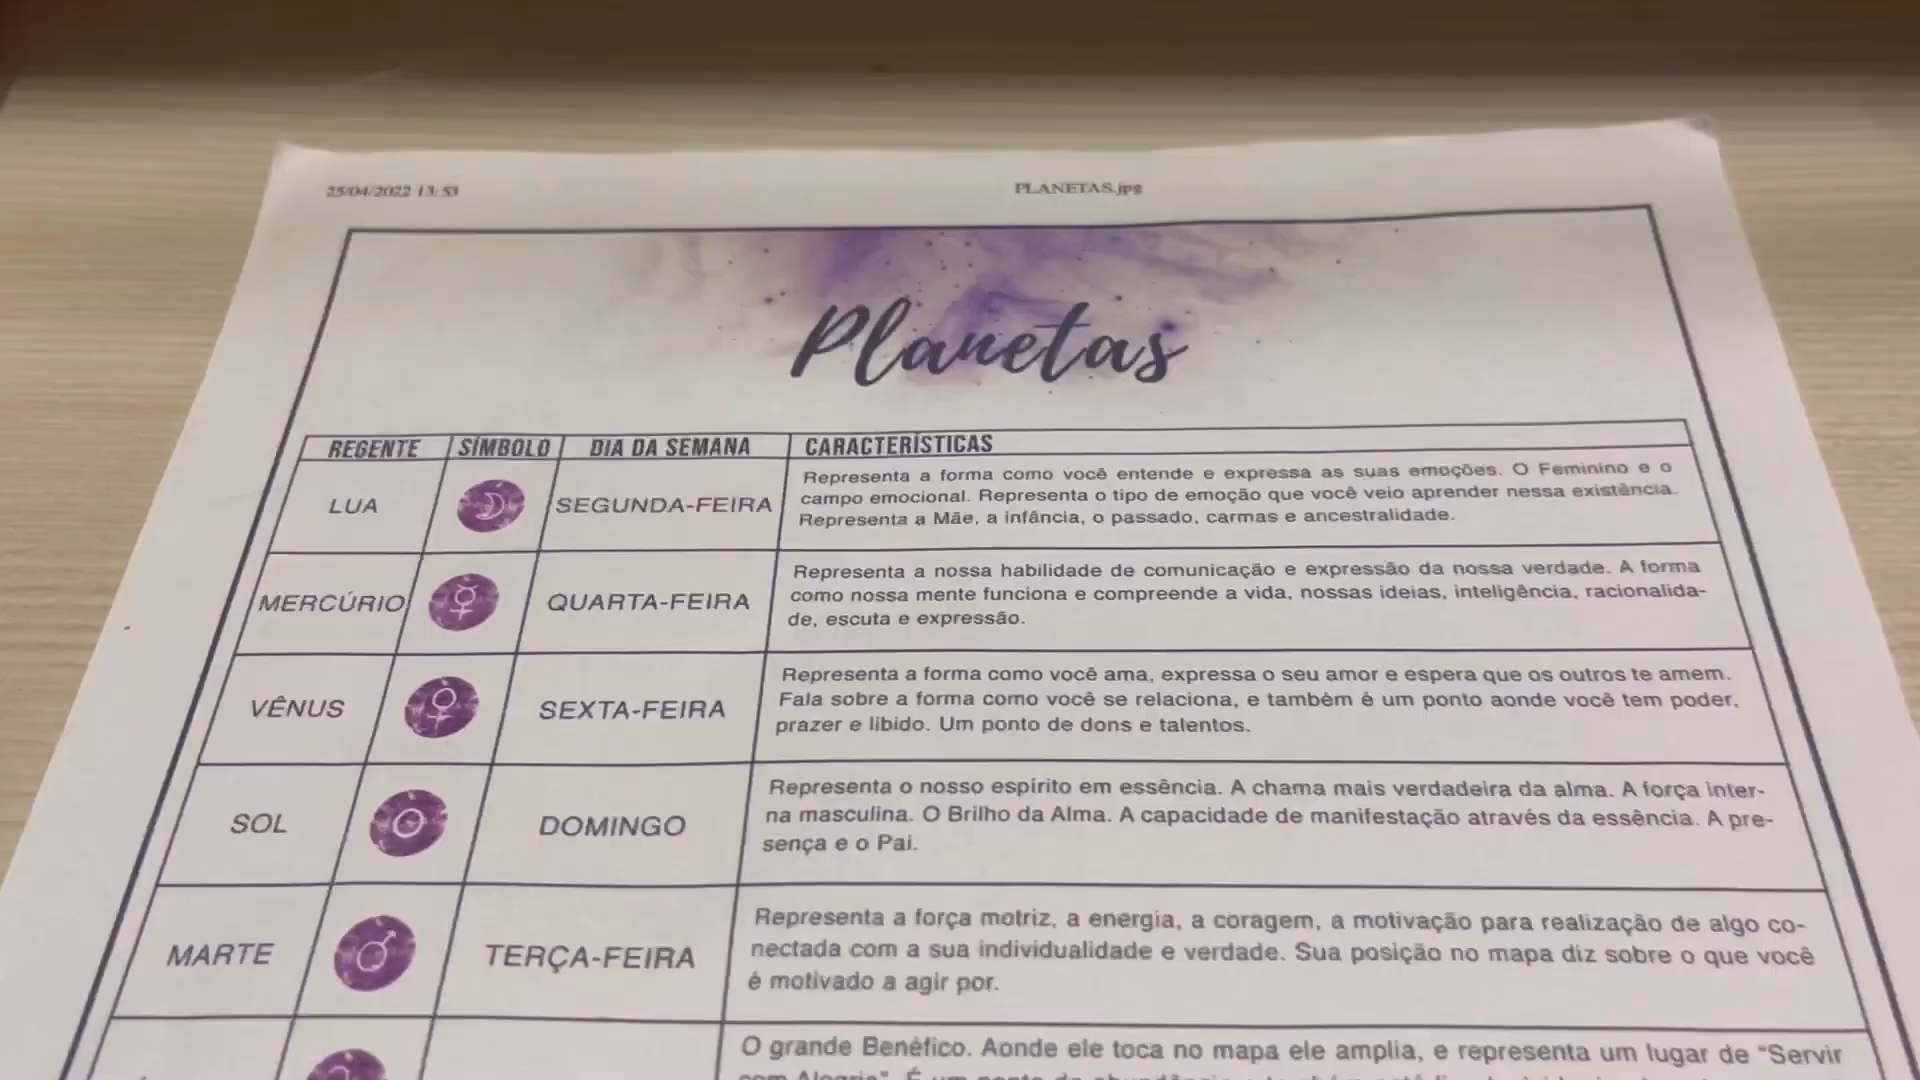 25/04/2022 13:53
PLANETAS.jpg
Planetas
REGENTE
SÍMBOLO
DIA DA SEMANA
CARACTERÍSTICAS
LUA
SEGUNDA-FEIRA
Representa a forma como você entende e expressa as suas emoções. O Feminino e o
campo emocional. Representa o tipo de emoção que você veio aprender nessa existência.
Representa a Mãe, a infância, o passado, carmas e ancestralidade.
MERCÚRIO
QUARTA-FEIRA
Representa a nossa habilidade de comunicação e expressão da nossa verdade. A forma
como nossa mente funciona e compreende a vida, nossas ideias, inteligência, racionalida-
de, escuta e expressão.
VÊNUS
SEXTA-FEIRA
Representa a forma como você ama, expressa o seu amor e espera que os outros te amem.
Fala sobre a forma como você se relaciona, e também é um ponto aonde você tem poder,
prazer e libido. Um ponto de dons e talentos.
SOL
DOMINGO
Representa o nosso espírito em essência. A chama mais verdadeira da alma. A força inter-
na masculina. O Brilho da Alma. A capacidade de manifestação através da essência. A pre-
sença e o Pai.
MARTE
TERÇA-FEIRA
Representa a força motriz, a energia, a coragem, a motivação para realização de algo co-
nectada com a sua individualidade e verdade. Sua posição no mapa diz sobre o que você
é motivado a agir por.
O grande Benéfico. Aonde ele toca no mapa ele amplia, e representa um lugar de "Servir